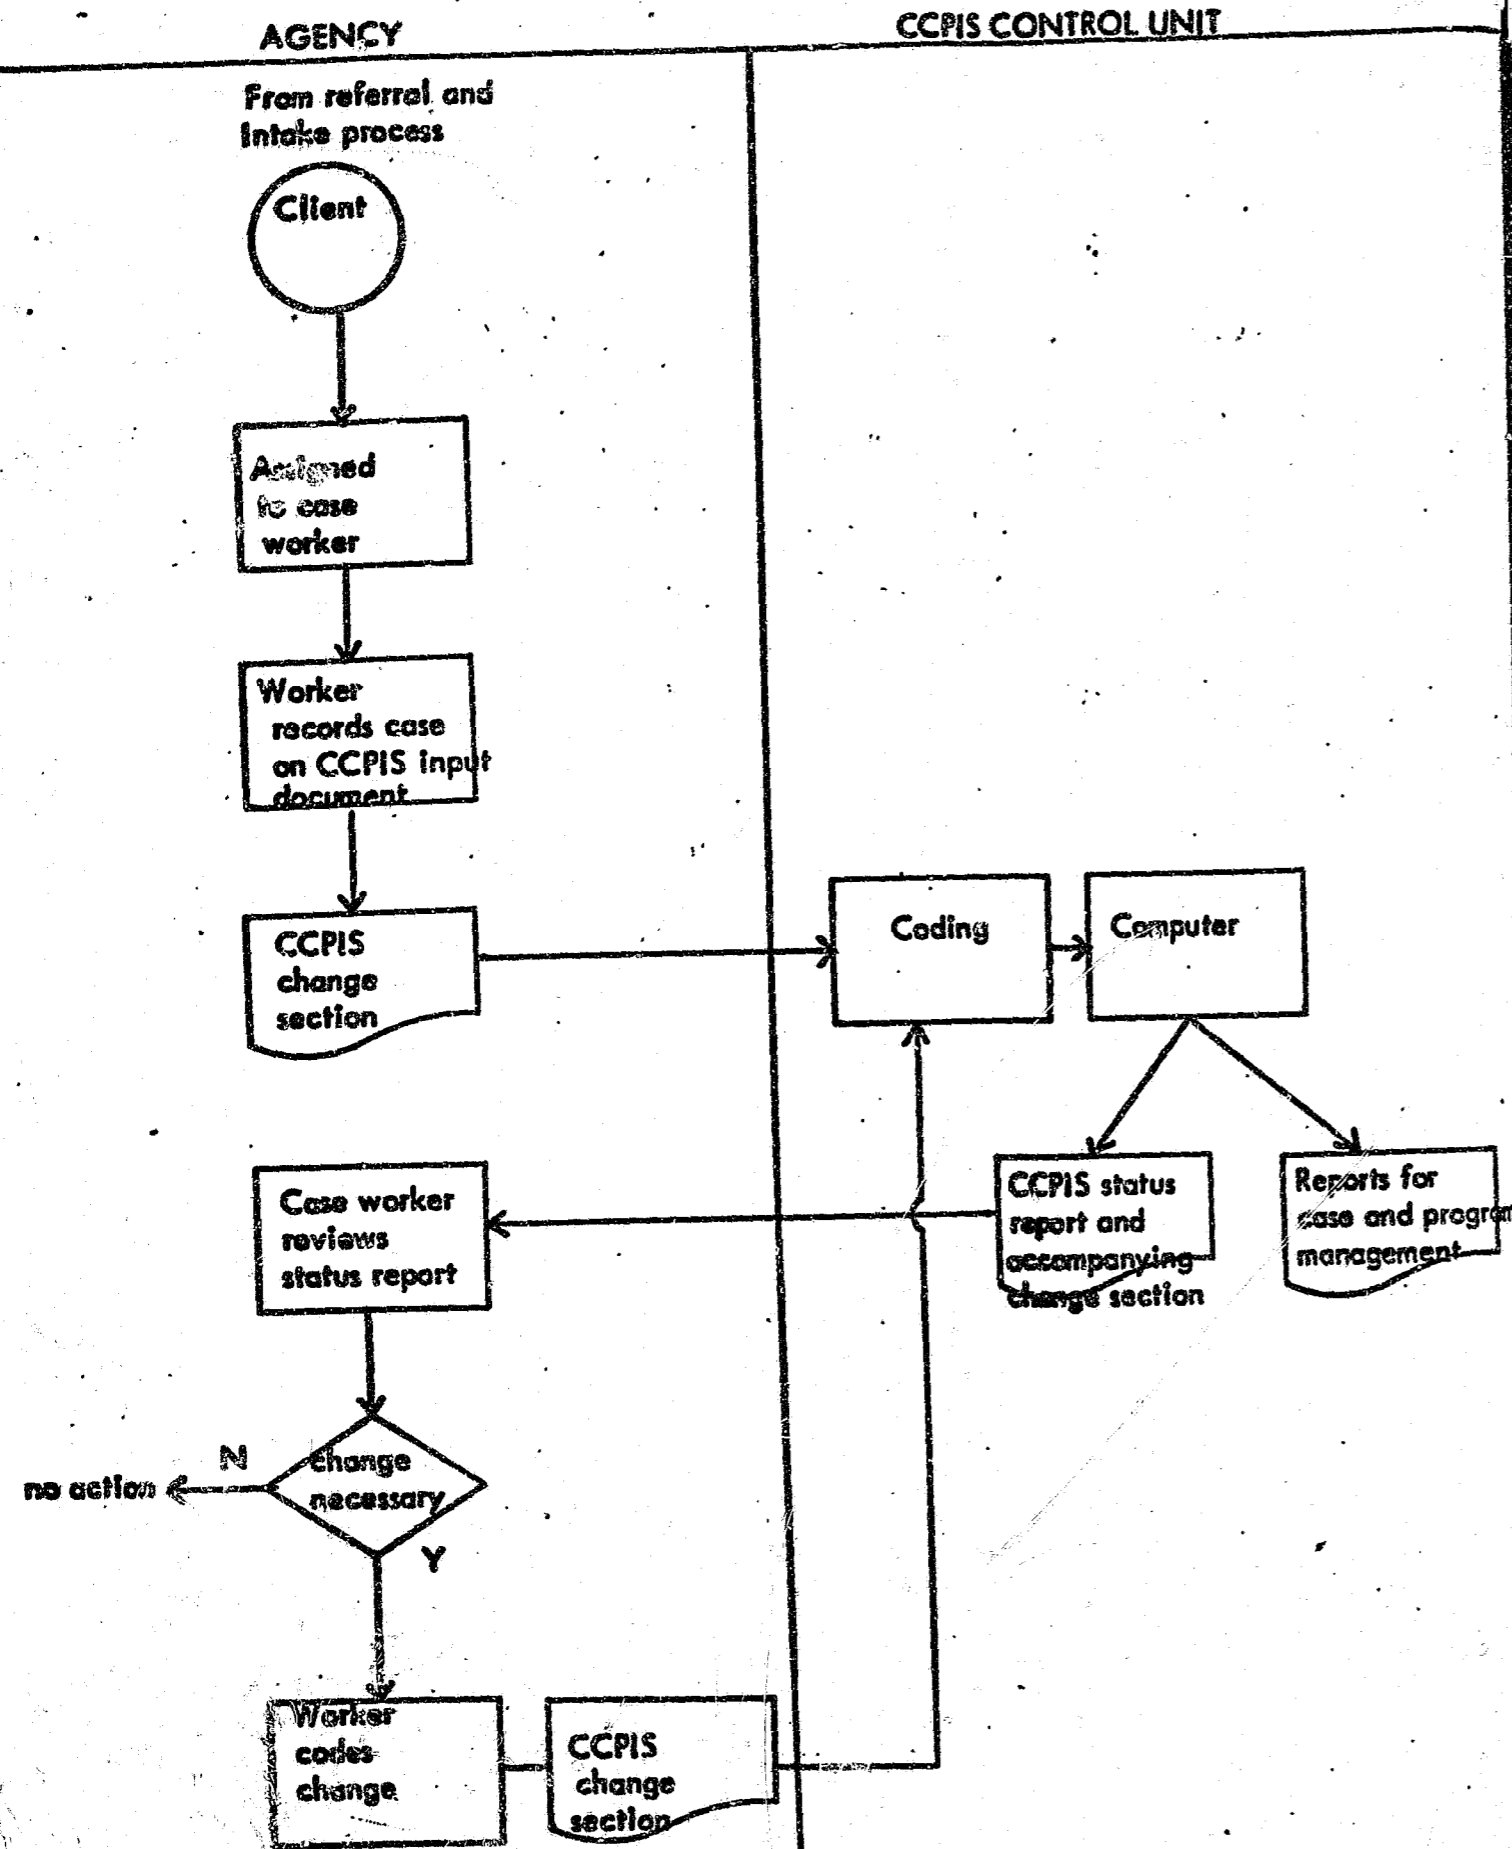 AGENCY
CCPIS CONTROL UNIT
From referral and
Intake process
Client
Assigned
to case
worker
Worker
records case
on CCPIS input
document
CCPIS
change
section
Coding
Computer
CCPIS status
report and
accompanying
change section
Reports for
case and program
management
Case worker
reviews
status report
change
necessary
N
no action
Y
Worker
codes
change
CCPIS
change
section